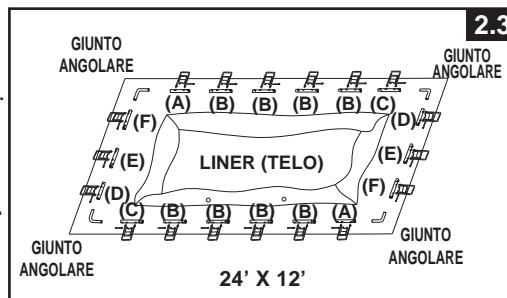 2.3
GIUNTO
ANGOLARE
GIUNTO
ANGOLARE
(A) (B) (B) (B) (B) (C)
(F) (D)
(E) LINER (TELO) (E)
(D) (F)
(C) (B) (B) (B) (B) (A)
GIUNTO
ANGOLARE
GIUNTO
ANGOLARE
24' X 12'